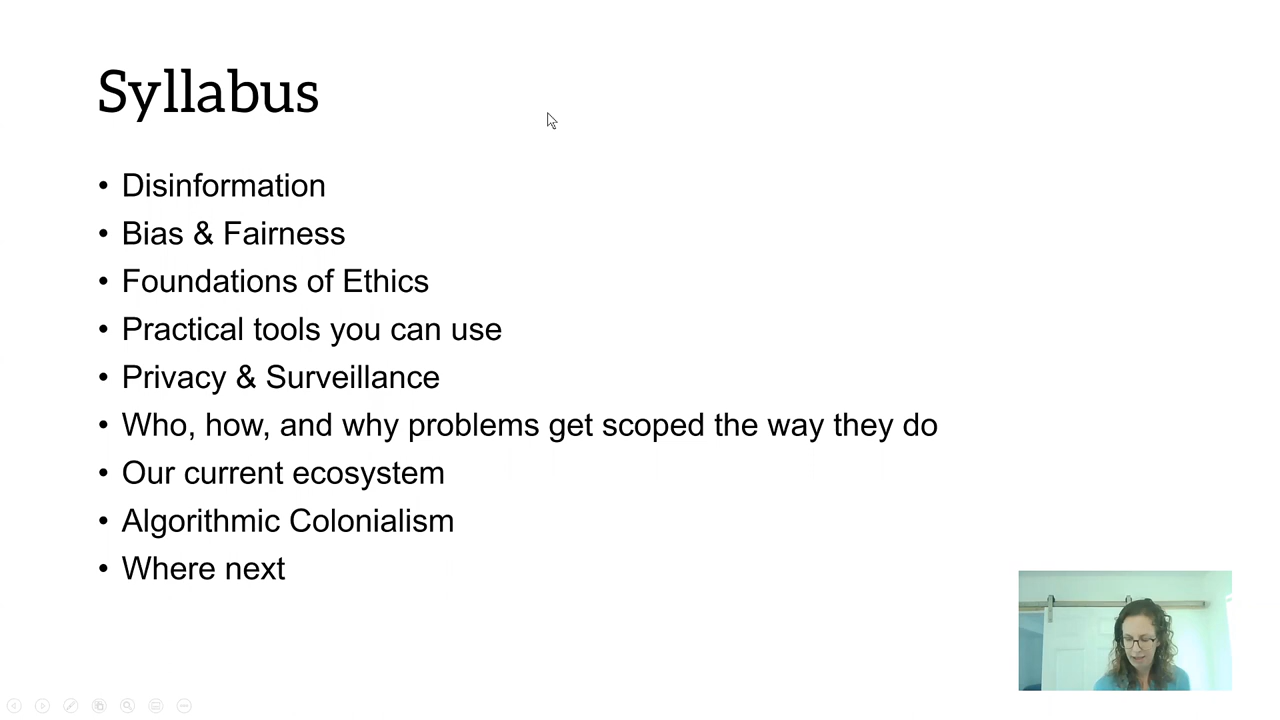 Syllabus
• Disinformation
• Bias & Fairness
• Foundations of Ethics
• Practical tools you can use
• Privacy & Surveillance
• Who, how, and why problems get scoped the way they do
• Our current ecosystem
• Algorithmic Colonialism
• Where next